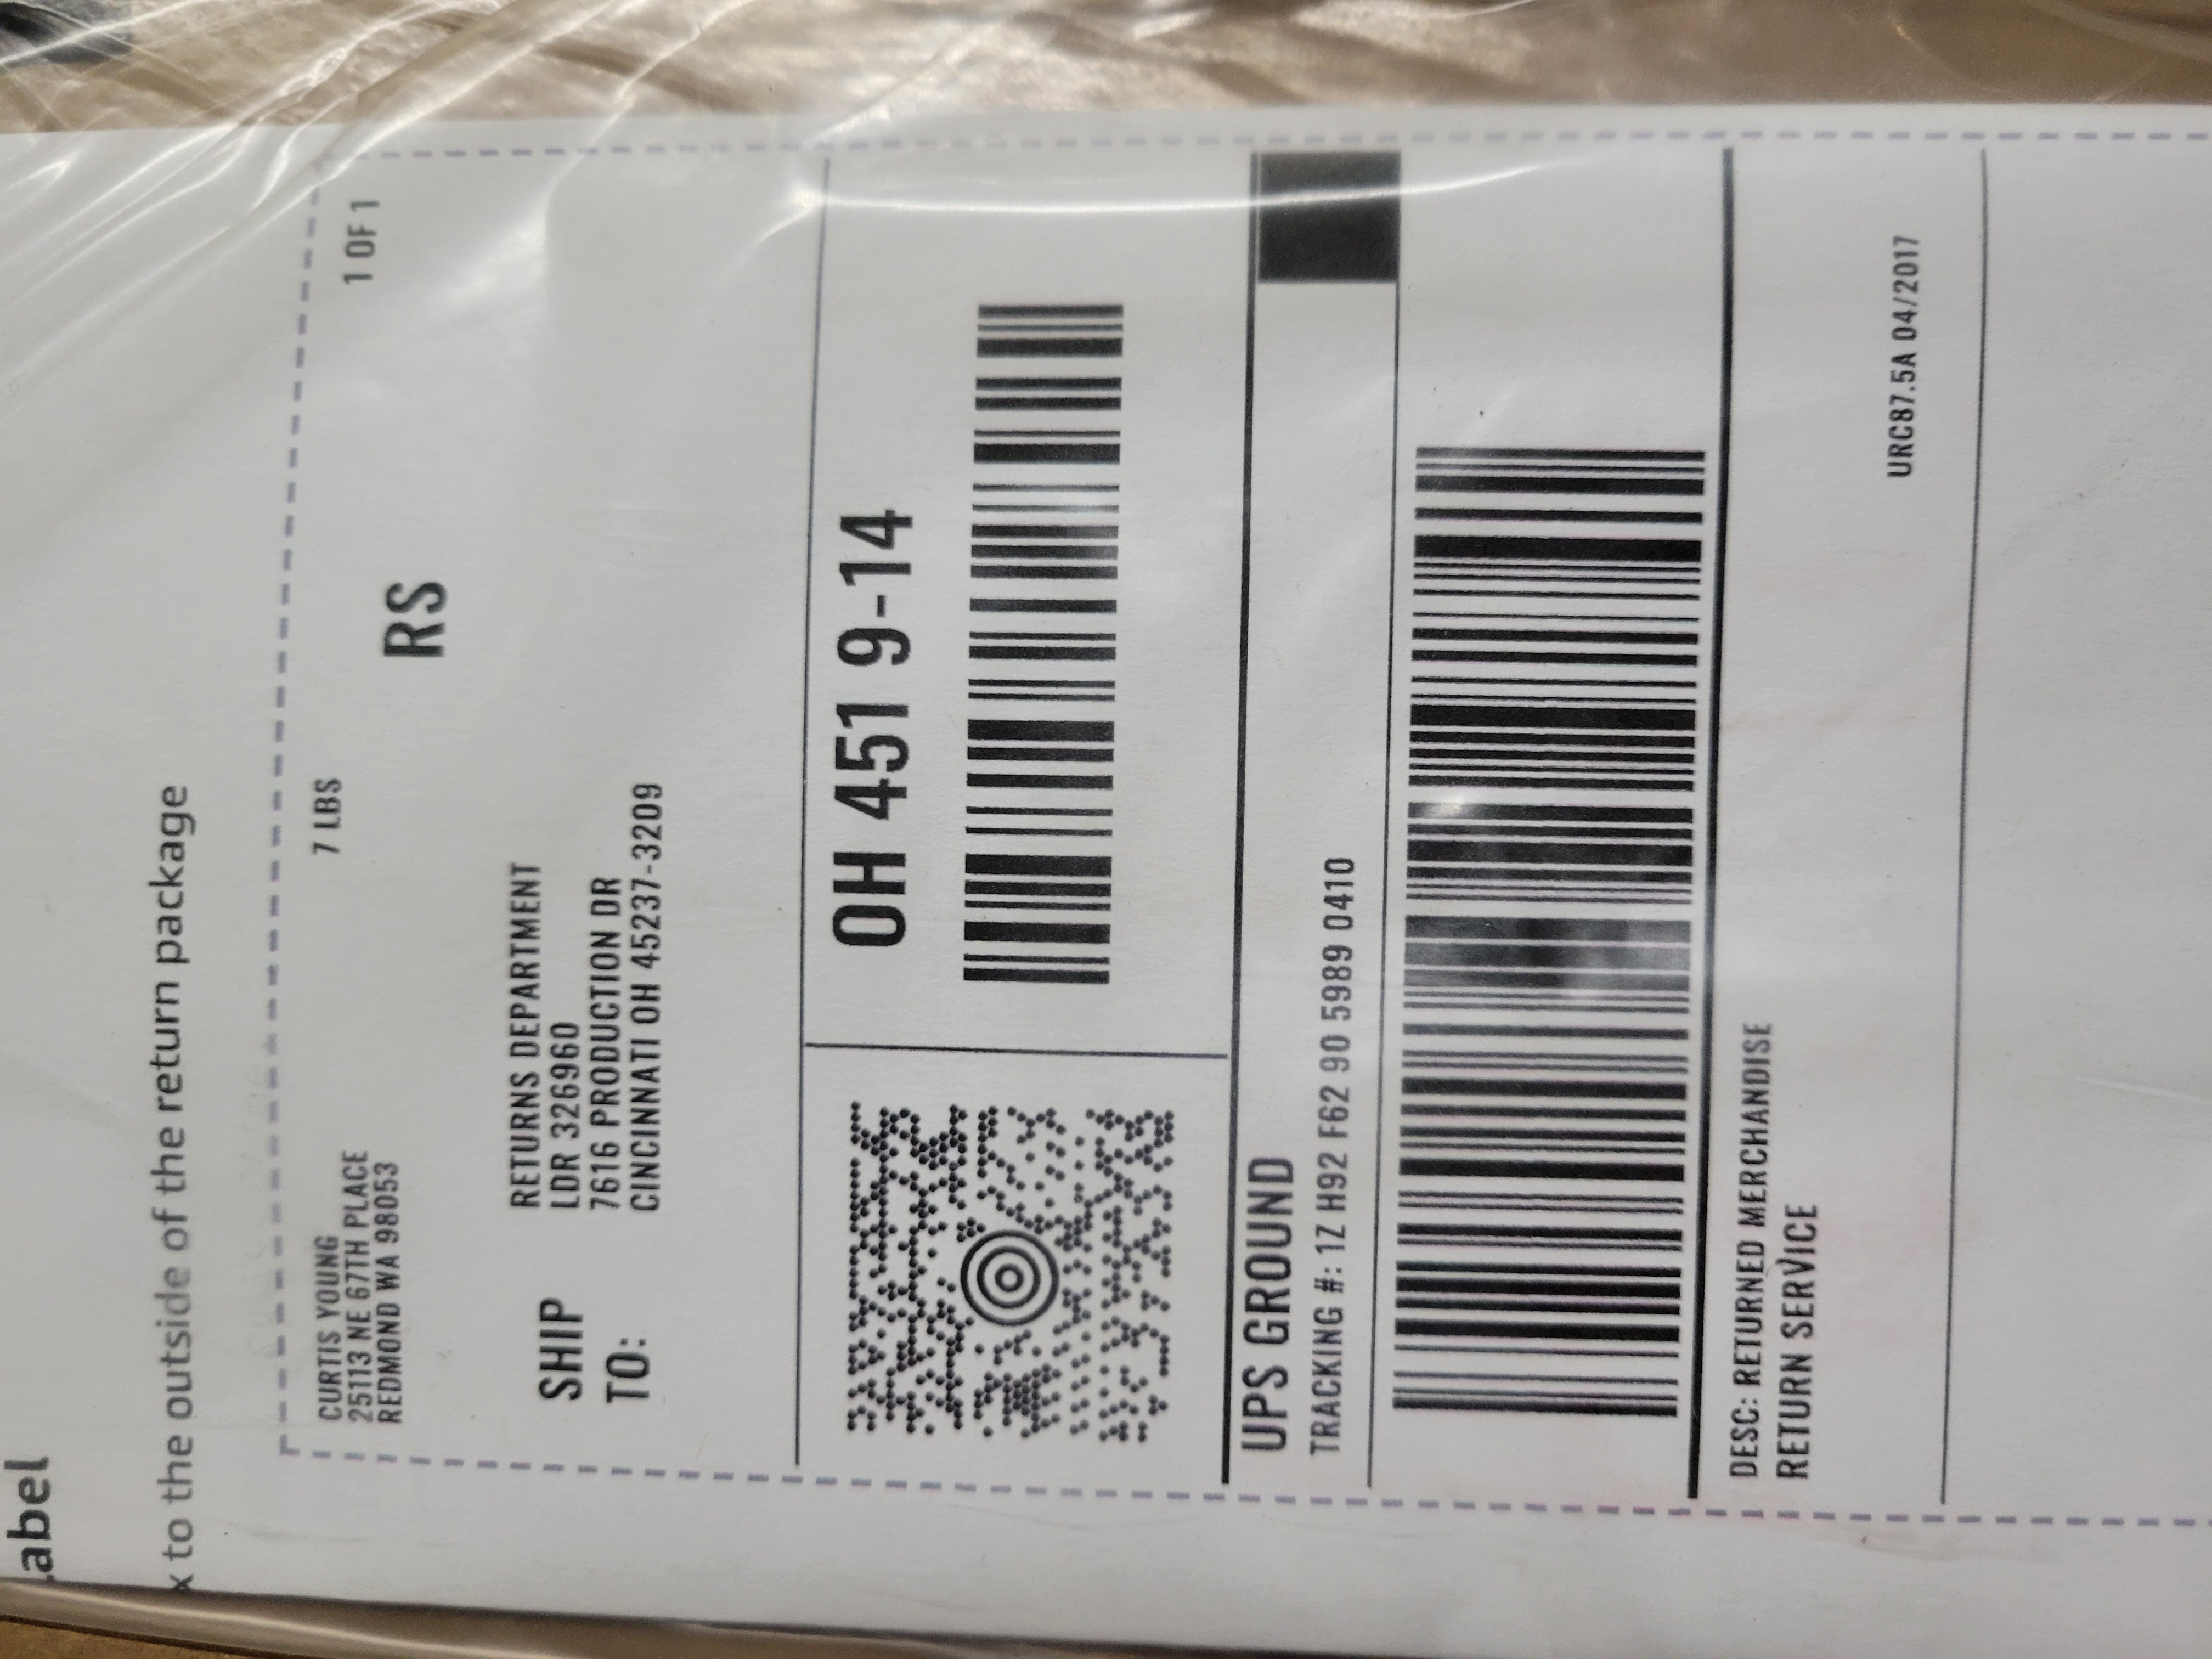 abel
to the outside of the return package
CURTIS YOUNG
25113 NE 67TH PLACE
REDMOND WA 98053
7 LBS
1 OF 1
RS
SHIP
TO:
RETURNS DEPARTMENT
LDR 326960
7616 PRODUCTION DR
CINCINNATI OH 45237-3209
OH 451 9-14
UPS GROUND
TRACKING #: 1Z H92 F62 90 5989 0410
DESC: RETURNED MERCHANDISE
RETURN SERVICE
URC87.5A 04/2017